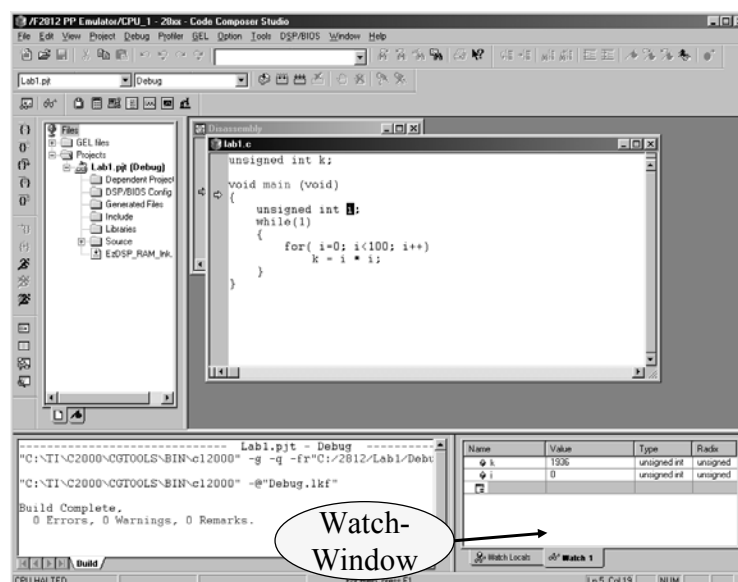 /F2812 PP Emulator/CPU_1 - 28xx - Code Composer Studio
File Edit View Project Debug Profiler GEL Option Tools DSP/BIOS Window Help
Lab1.pjt
Debug
Files
GEL files
Projects
Lab1.pjt (Debug)
Dependent Project
DSP/BIOS Config
Generated Files
Include
Libraries
Source
EzDSP_RAM_lnk.
Disassembly
lab1.c
unsigned int k;
void main (void)
{
unsigned int i;
while(1)
{
for( i=0; i<100; i++)
k = i * i;
}
}
---------------------------- Lab1.pjt - Debug ----------
"C:\TI\C2000\CGTOOLS\BIN\cl2000" -g -q -fr"C:/2812/Lab1/Debu
"C:\TI\C2000\CGTOOLS\BIN\cl2000" -@"Debug.lkf"
Build Complete,
0 Errors, 0 Warnings, 0 Remarks.
Build
Name Value Type Radix
k 1936 unsigned int unsigned
i 0 unsigned int unsigned
Watch Locals
Watch 1
Watch-
Window
CPU HALTED
Ln 5, Col 19
NUM